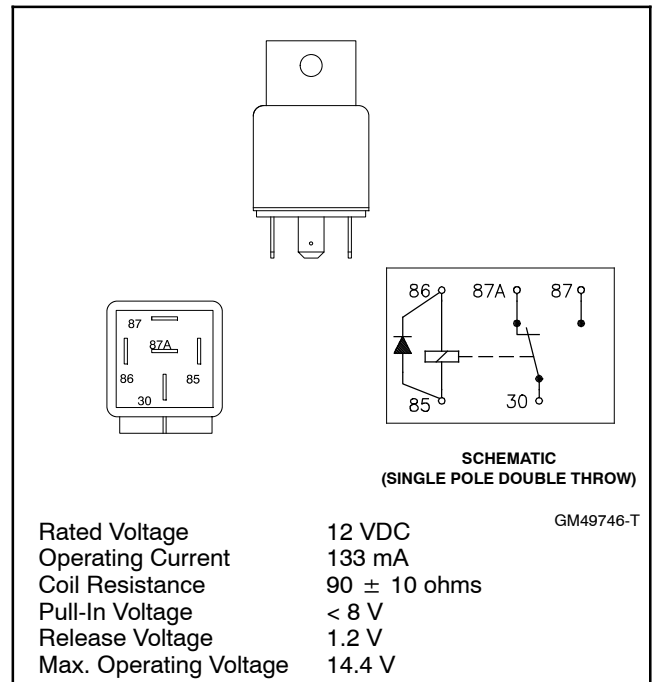 87
87A
86
85
30
86
87A
87
85
30
SCHEMATIC
(SINGLE POLE DOUBLE THROW)
GM49746-T
Rated Voltage 12 VDC
Operating Current 133 mA
Coil Resistance 90 ± 10 ohms
Pull-In Voltage < 8 V
Release Voltage 1.2 V
Max. Operating Voltage 14.4 V